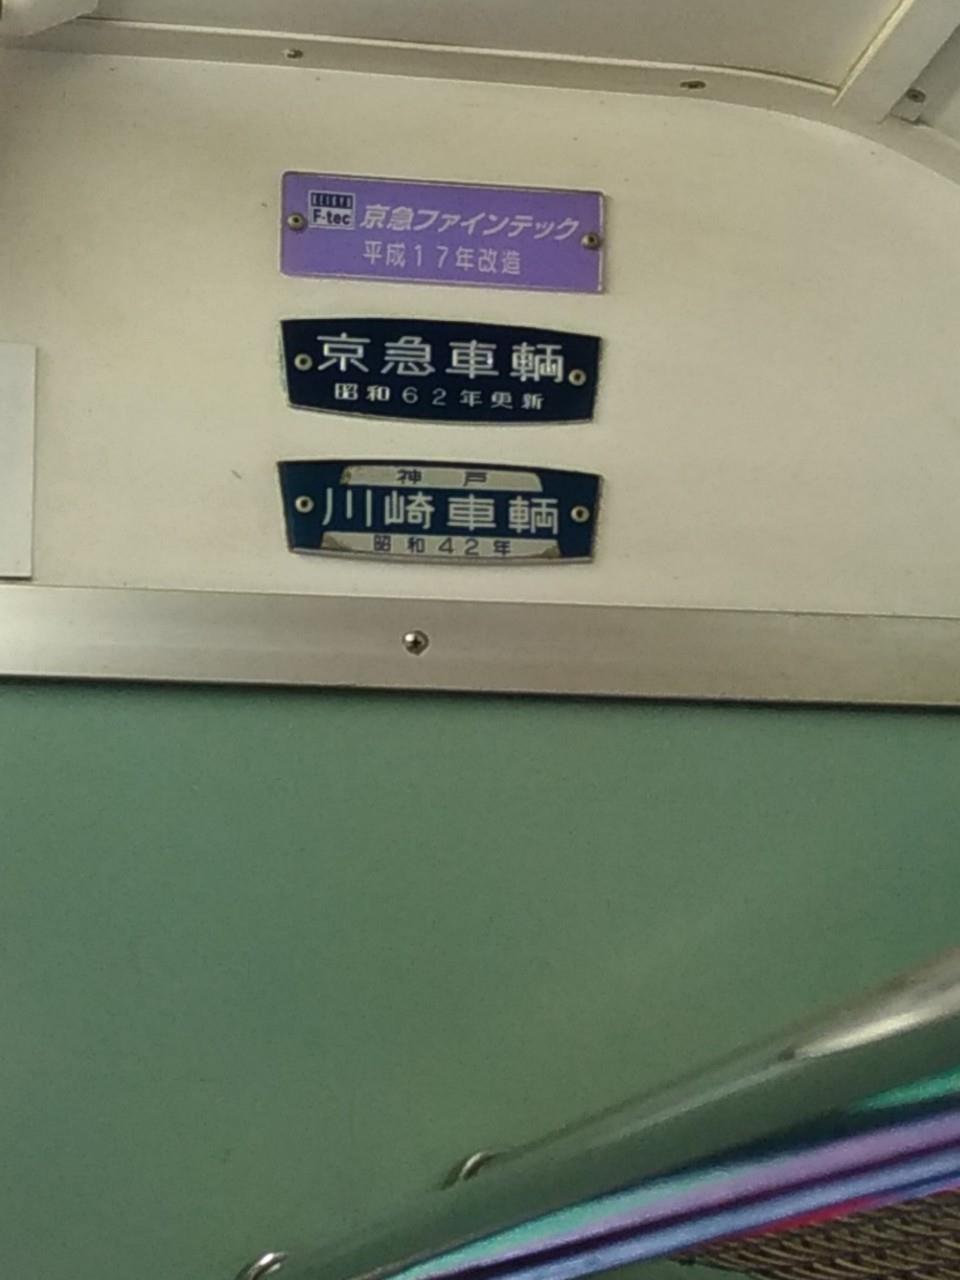 KEIKYU
F-tec 京急ファインテック
平成17年改造
京急車輌
昭和62年更新
神戸
川崎車輌
昭和42年